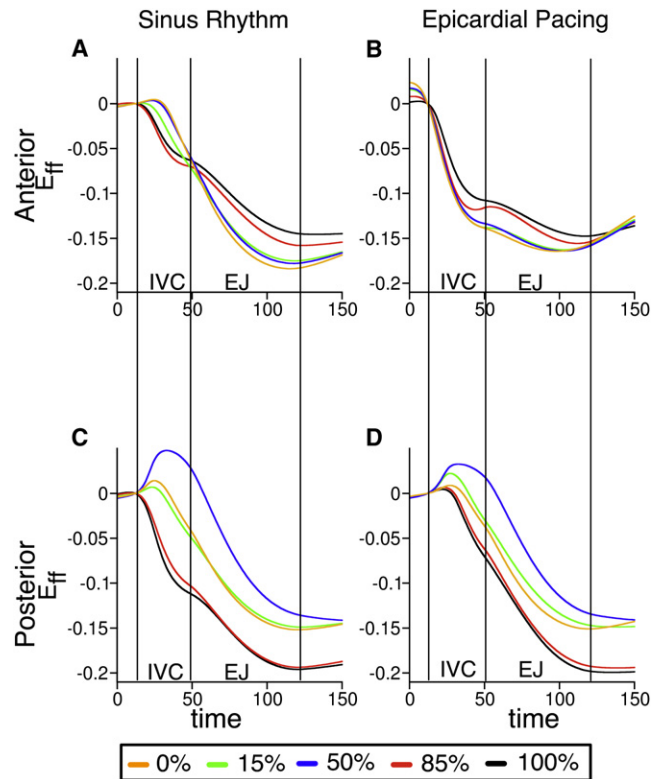 Sinus Rhythm Epicardial Pacing
A B
Anterior
Eff
0 0
-0.05 -0.05
-0.1 -0.1
-0.15 -0.15
-0.2 -0.2
IVC EJ IVC EJ
0 50 100 150 0 50 100 150
C D
Posterior
Eff
0 0
-0.05 -0.05
-0.1 -0.1
-0.15 -0.15
-0.2 -0.2
IVC EJ IVC EJ
0 50 100 150 0 50 100 150
time time
0% 15% 50% 85% 100%